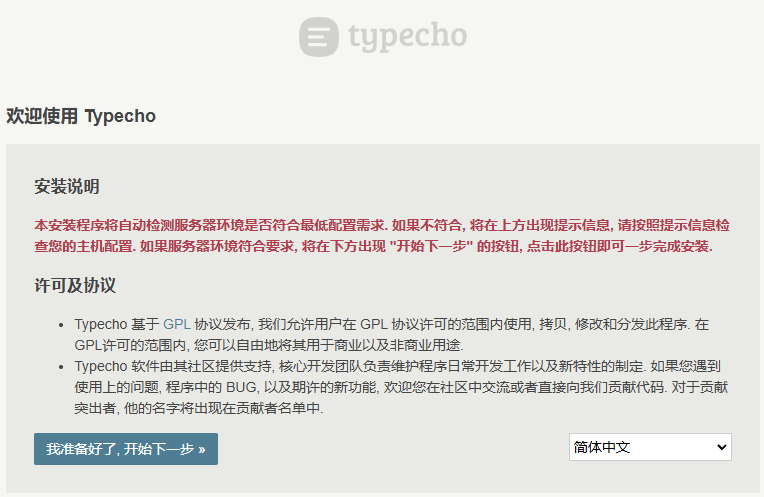 typecho
欢迎使用 Typecho
安装说明
本安装程序将自动检测服务器环境是否符合最低配置需求. 如果不符合, 将在上方出现提示信息, 请按照提示信息检
查您的主机配置. 如果服务器环境符合要求, 将在下方出现 "开始下一步" 的按钮, 点击此按钮即可一步完成安装.
许可及协议
Typecho 基于 GPL 协议发布, 我们允许用户在 GPL 协议许可的范围内使用, 拷贝, 修改和分发此程序. 在
GPL许可的范围内, 您可以自由地将其用于商业以及非商业用途.
Typecho 软件由其社区提供支持, 核心开发团队负责维护程序日常开发工作以及新特性的制定. 如果您遇到
使用上的问题, 程序中的 BUG, 以及期许的新功能, 欢迎您在社区中交流或者直接向我们贡献代码. 对于贡献
突出者, 他的名字将出现在贡献者名单中.
我准备好了, 开始下一步 »
简体中文